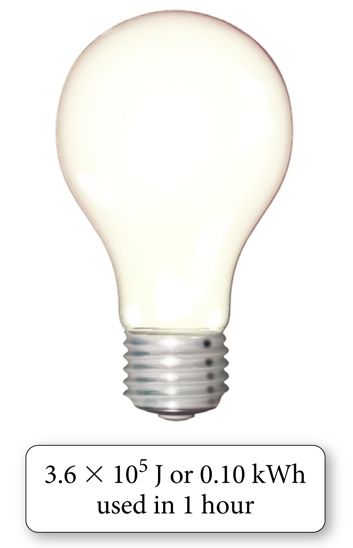 3.6 × 10⁵ J or 0.10 kWh
used in 1 hour